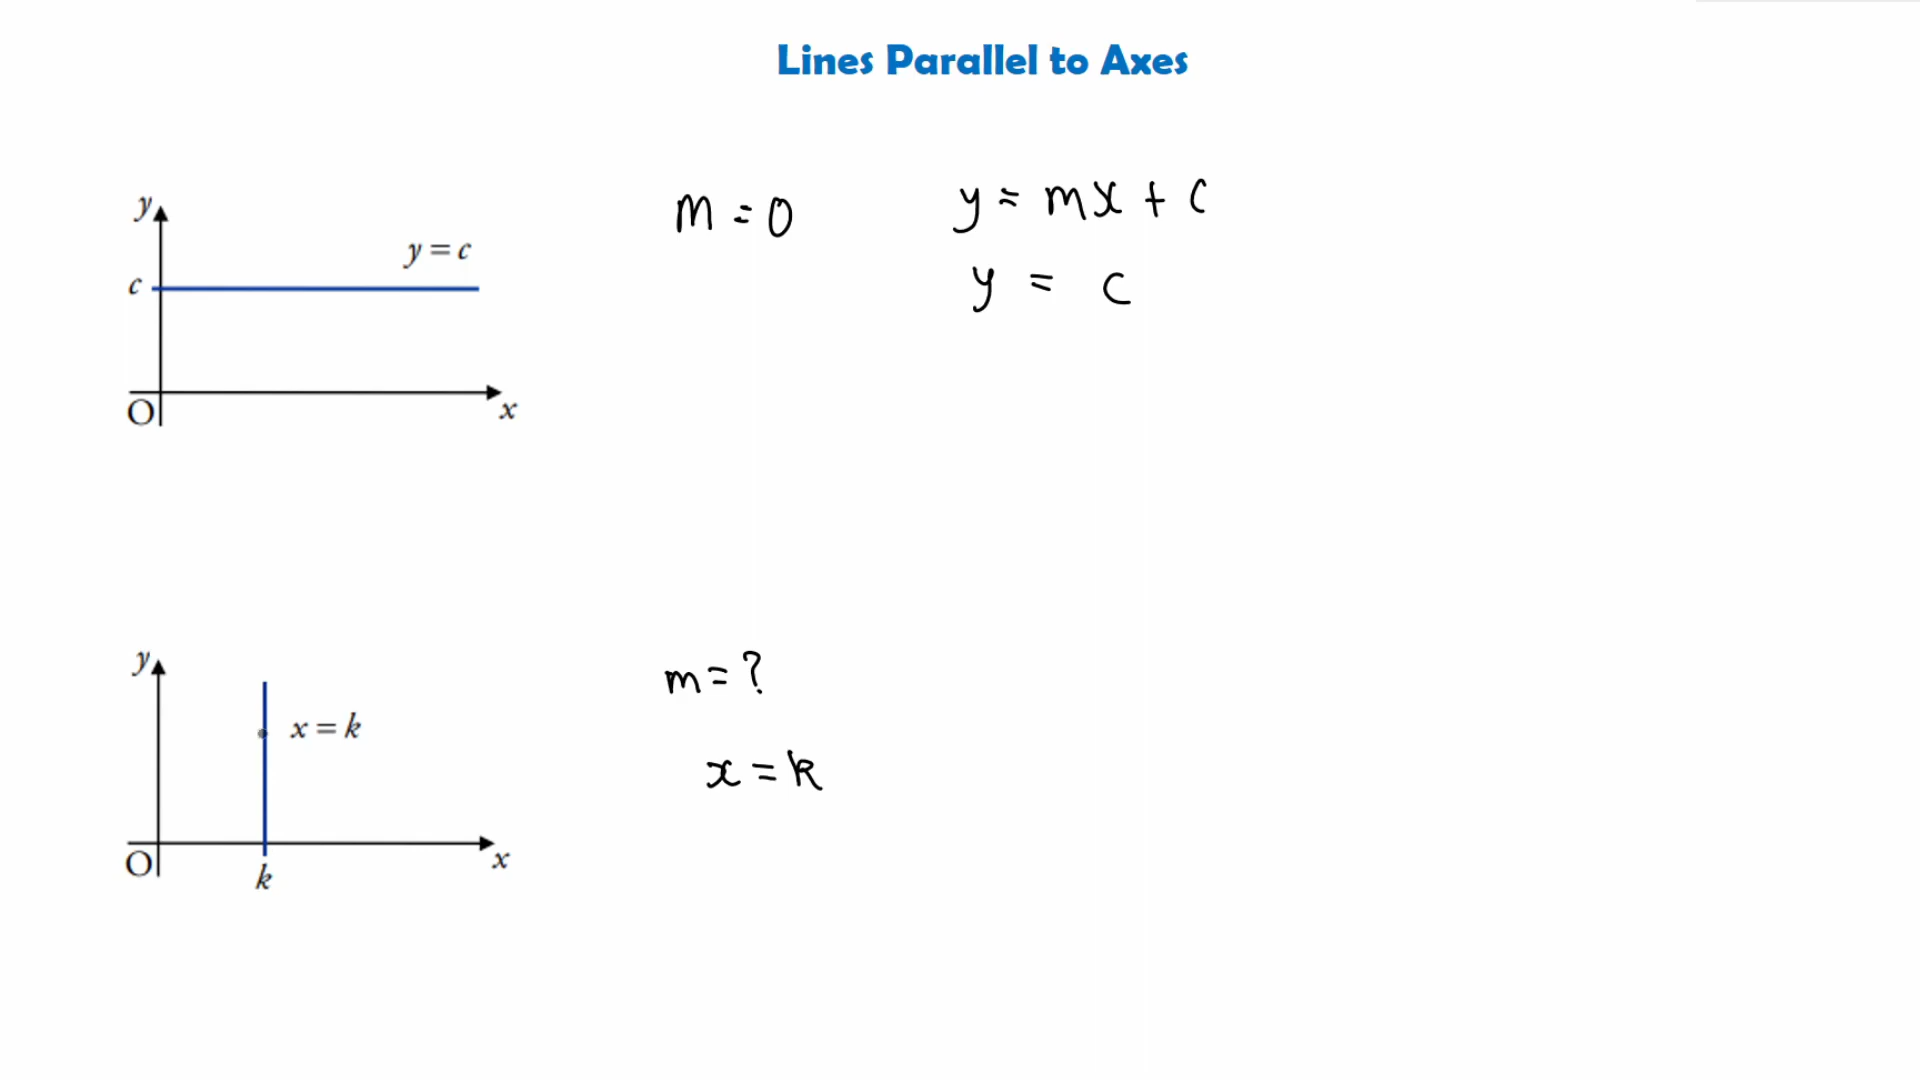 Lines Parallel to Axes
y
y = c
c
O
x
m = 0
y = mx + c
y = c
y
x = k
O
k
x
m = ?
x = k